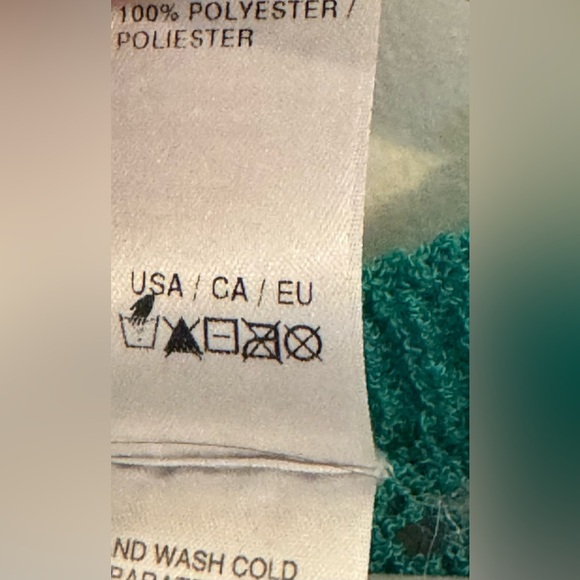 100% POLYESTER /
POLIESTER
USA / CA / EU
ND WASH COLD